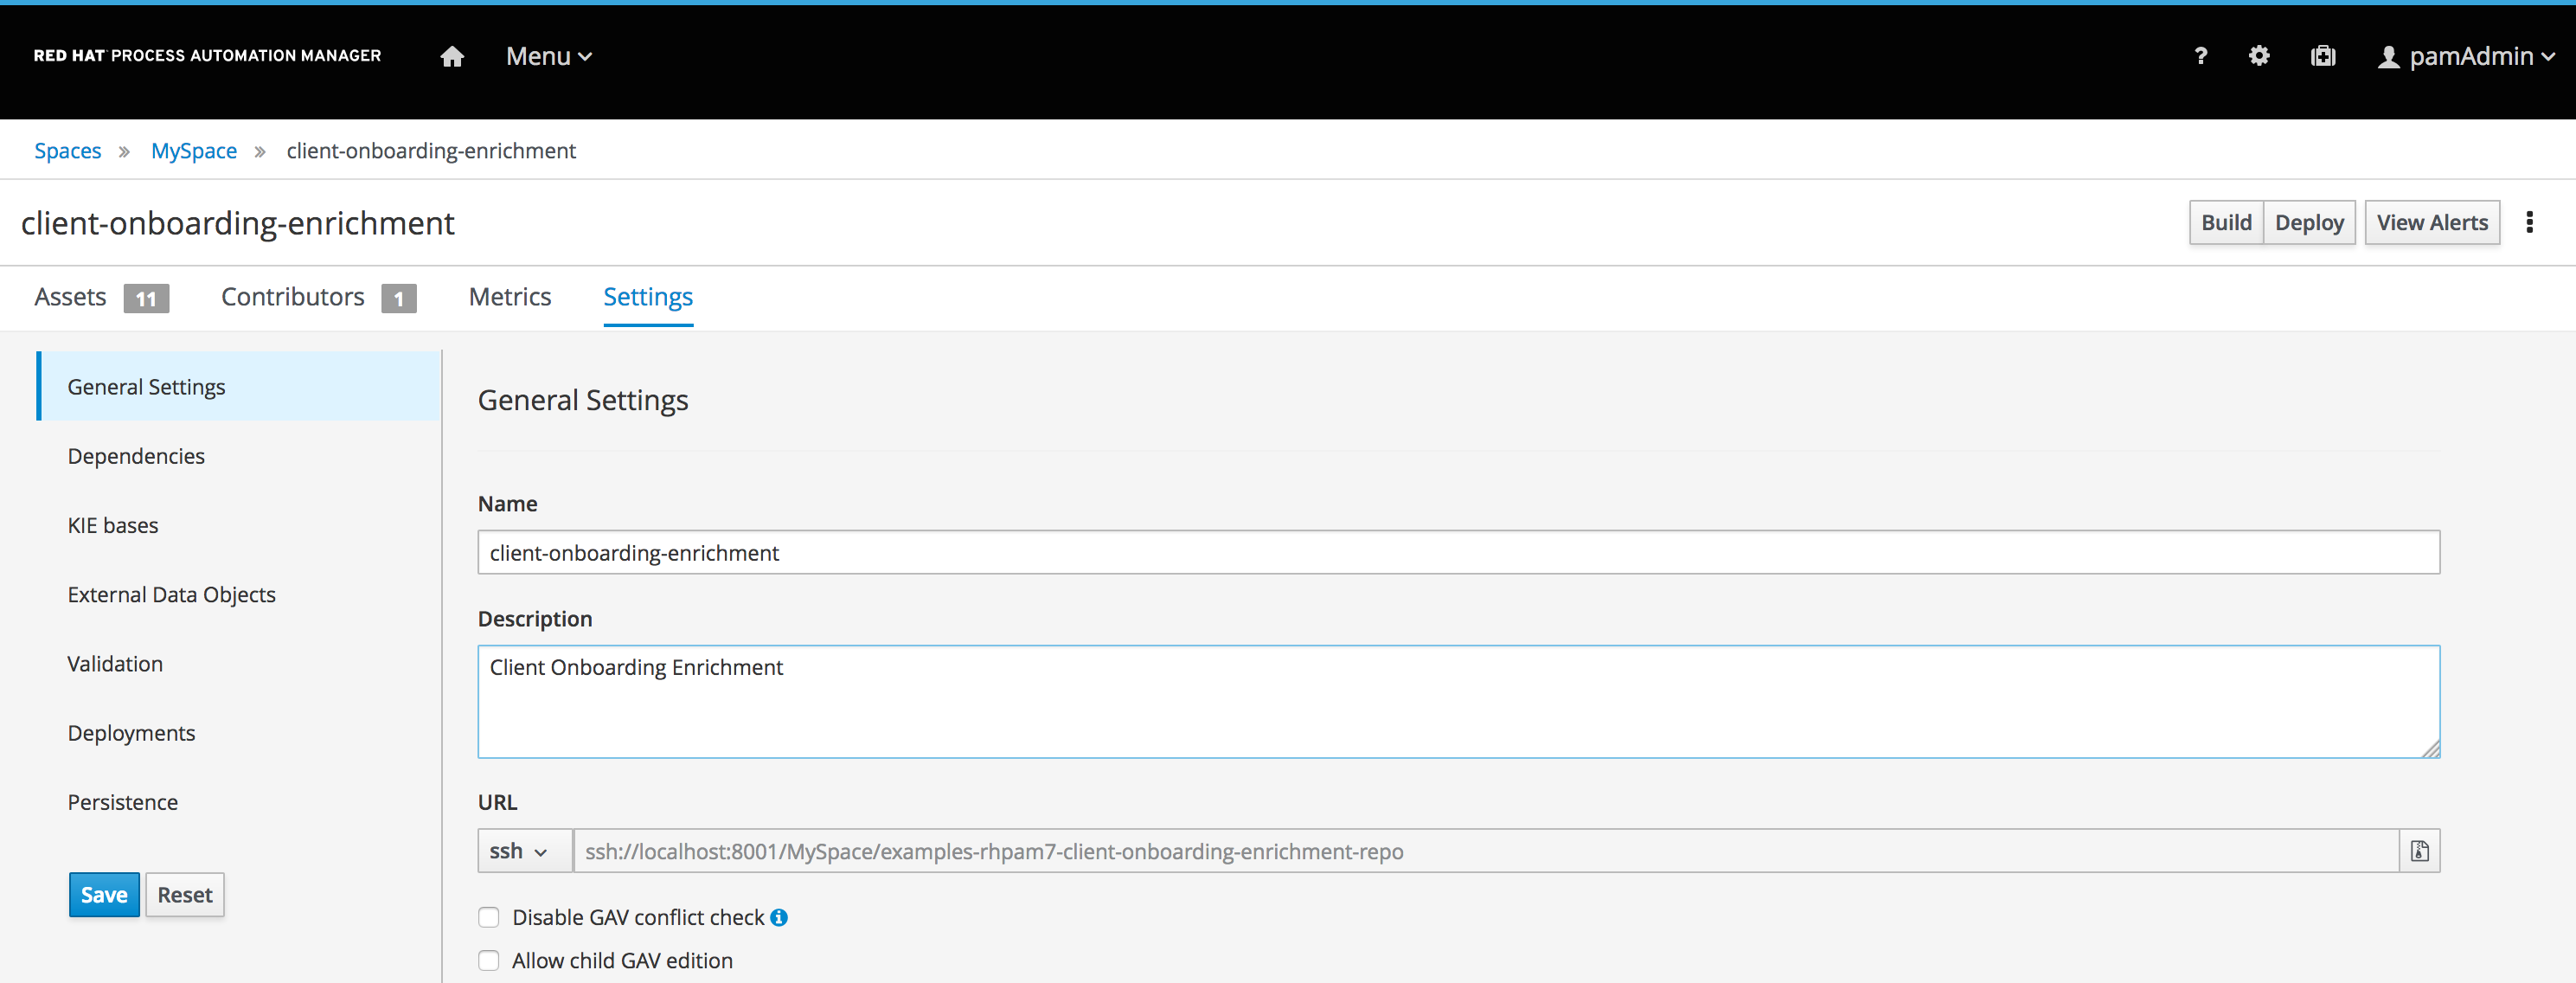 RED HAT PROCESS AUTOMATION MANAGER Menu ? pamAdmin
Spaces » MySpace » client-onboarding-enrichment
client-onboarding-enrichment Build Deploy View Alerts
Assets 11 Contributors 1 Metrics Settings
General Settings
Dependencies
KIE bases
External Data Objects
Validation
Deployments
Persistence
Save Reset
General Settings
Name
client-onboarding-enrichment
Description
Client Onboarding Enrichment
URL
ssh ssh://localhost:8001/MySpace/examples-rhpam7-client-onboarding-enrichment-repo
Disable GAV conflict check
Allow child GAV edition